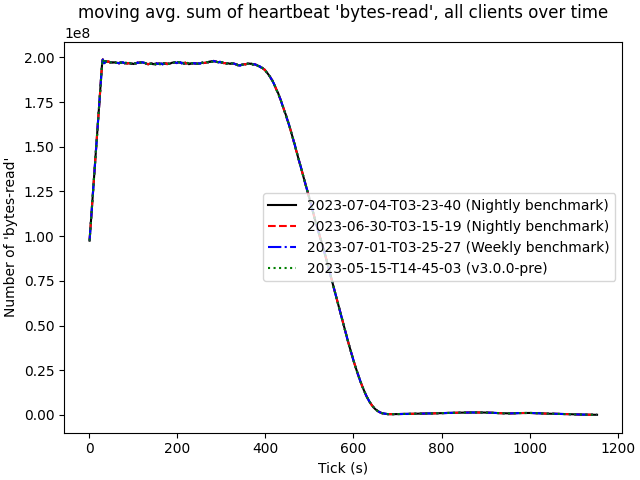 moving avg. sum of heartbeat 'bytes-read', all clients over time
1e8
2.00
1.75
1.50
1.25
1.00
0.75
0.50
0.25
0.00
Number of 'bytes-read'
2023-07-04-T03-23-40 (Nightly benchmark)
2023-06-30-T03-15-19 (Nightly benchmark)
2023-07-01-T03-25-27 (Weekly benchmark)
2023-05-15-T14-45-03 (v3.0.0-pre)
0 200 400 600 800 1000 1200
Tick (s)